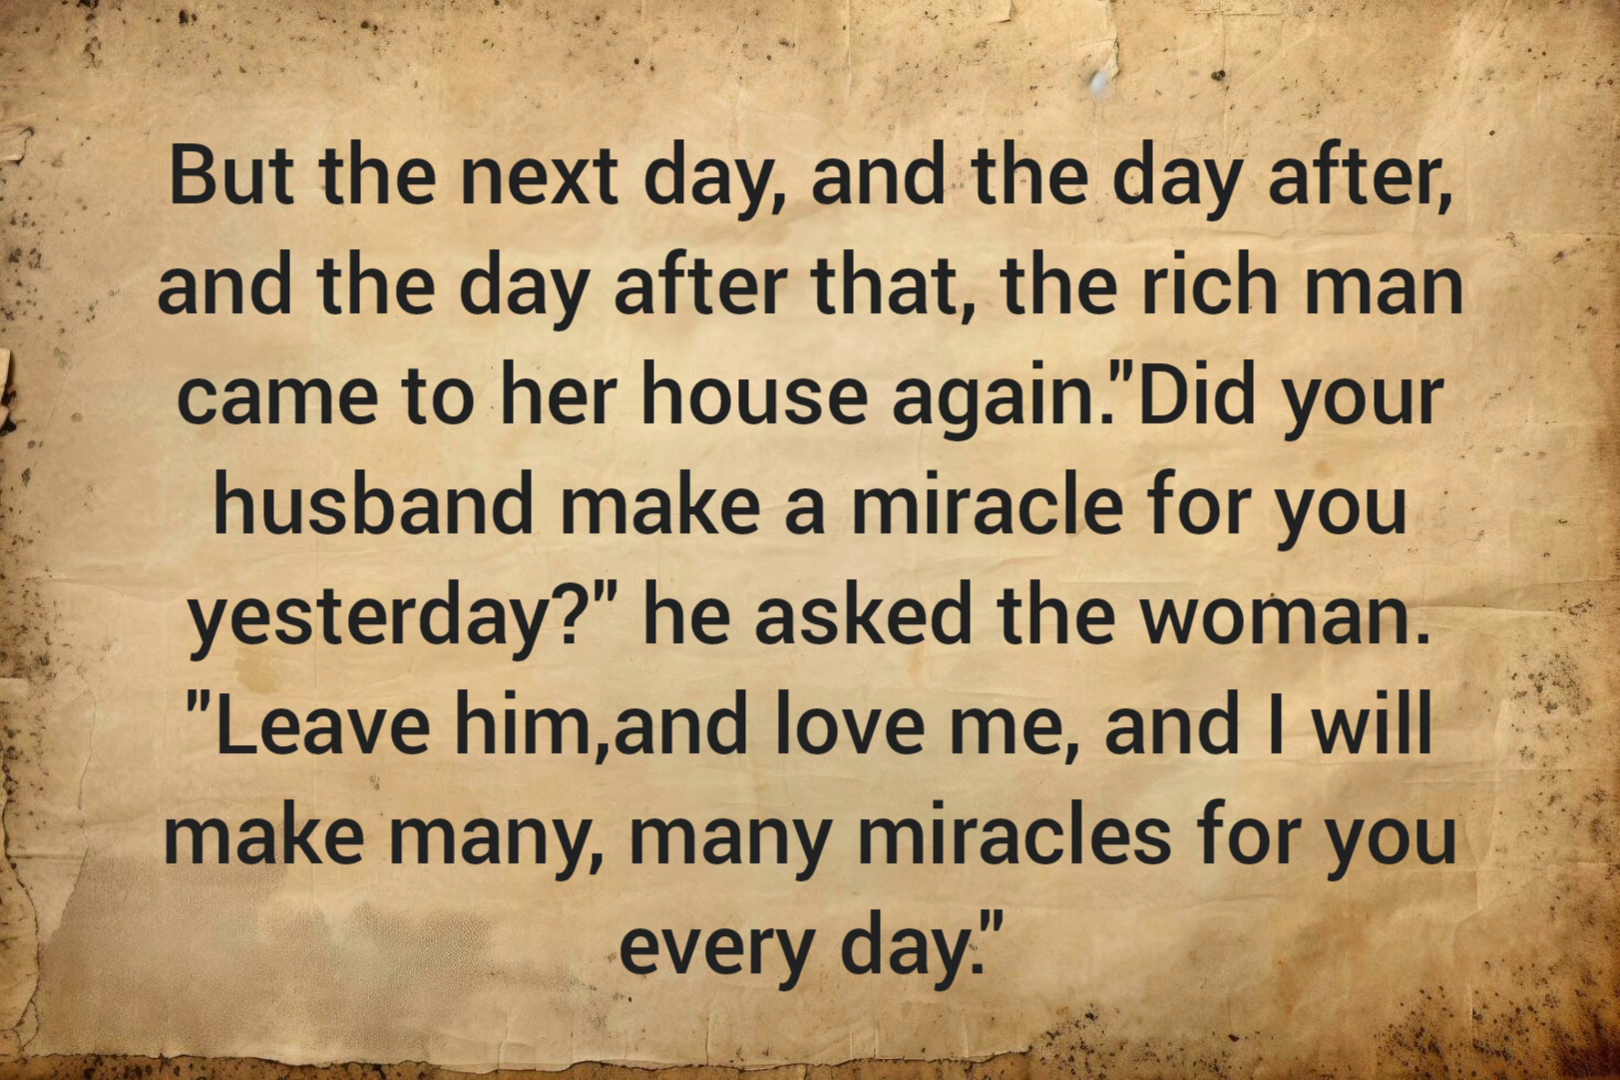 But the next day, and the day after,
and the day after that, the rich man
came to her house again."Did your
husband make a miracle for you
yesterday?" he asked the woman.
"Leave him,and love me, and I will
make many, many miracles for you
every day."